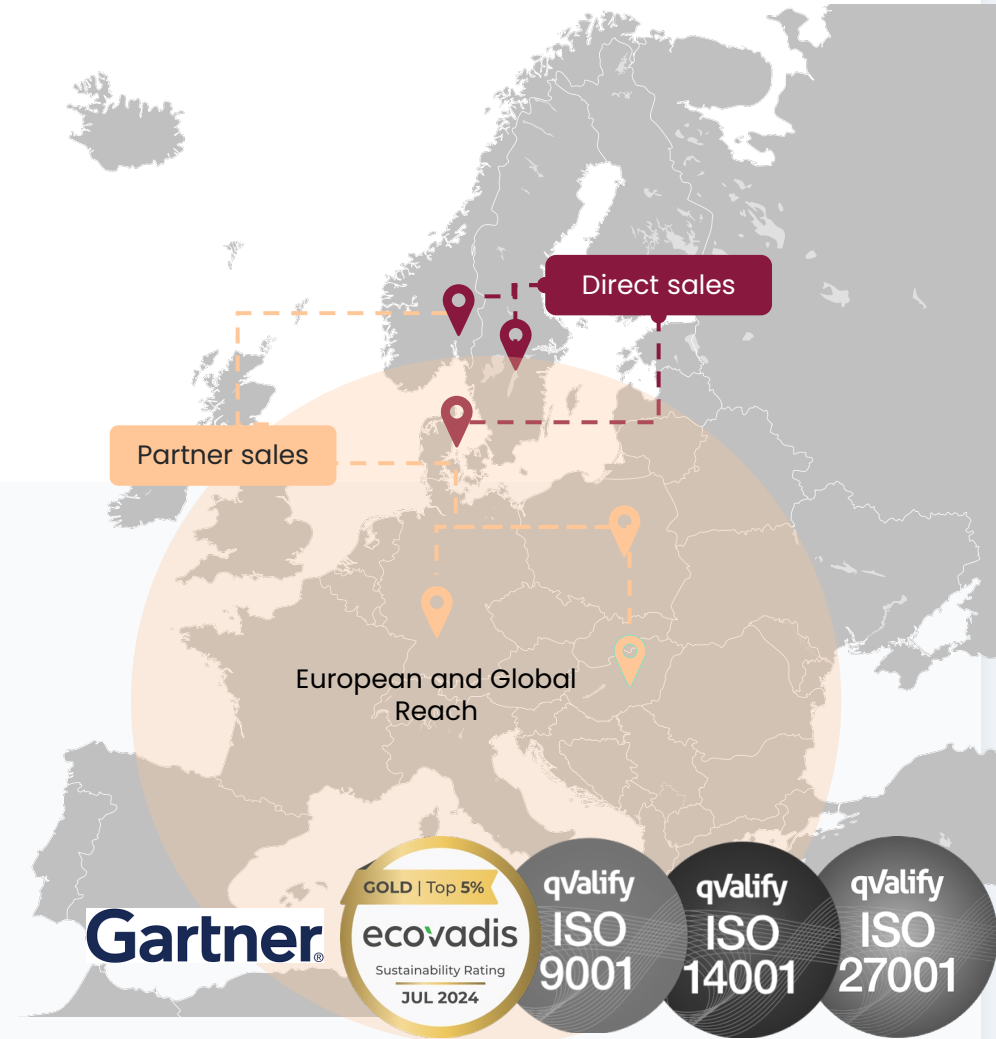 Direct sales
Partner sales
European and Global
Reach
Gartner®
GOLD | Top 5%
ecovadis
Sustainability Rating
JUL 2024
qValify
ISO
9001
qValify
ISO
14001
qValify
ISO
27001